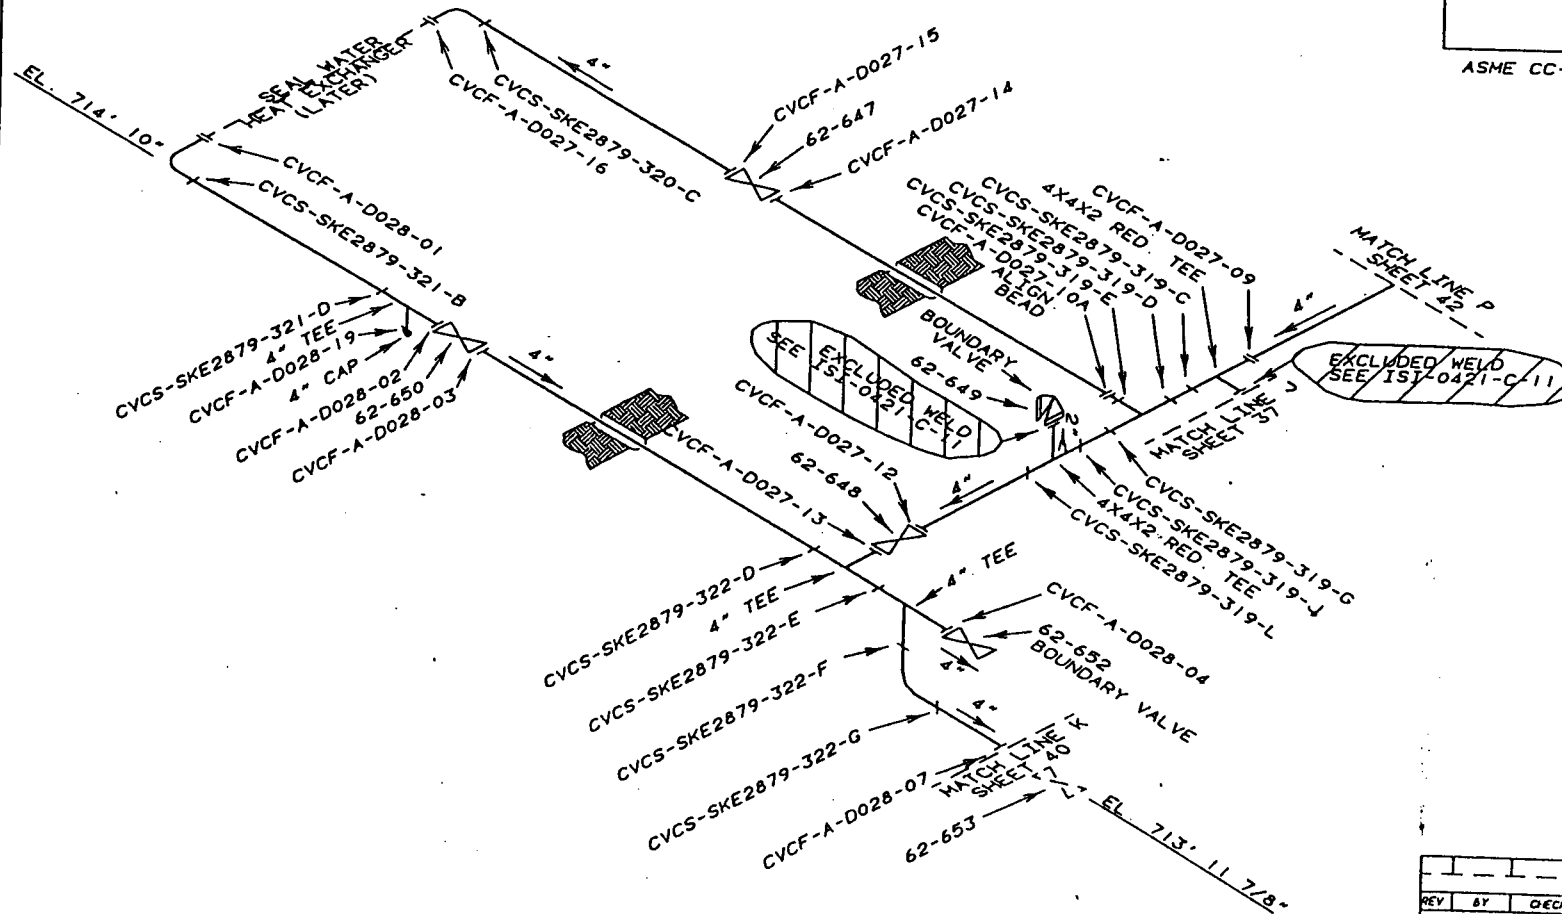 ASME CC-
SEAL WATER
HEAT EXCHANGER
(LATER)
EL. 714' 10"
4"
CVCF-A-D027-15
62-647
CVCF-A-D027-14
CVCS-SKE2879-320-C
CVCF-A-D027-16
CVCF-A-D028-01
CVCS-SKE2879-321-B
CVCF-A-D027-09
4X4X2 RED. TEE
CVCS-SKE2879-319-C
CVCS-SKE2879-319-D
CVCS-SKE2879-319-E
CVCF-A-D027-10A
ALIGN
BEAD
MATCH LINE P
SHEET 42
4"
BOUNDARY
VALVE
62-649
2"
EXCLUDED WELD
SEE ISI-0421-C-11
MATCH LINE
SHEET 37
SEE EXCLUDED WELD
ISI-0421-C-11
CVCS-SKE2879-321-D
4" TEE
CVCF-A-D028-19
4" CAP
CVCF-A-D028-02
62-650
CVCF-A-D028-03
4"
CVCF-A-D027-12
62-648
CVCF-A-D027-13
4"
CVCS-SKE2879-319-G
CVCS-SKE2879-319-J
4X4X2 RED. TEE
CVCS-SKE2879-319-L
CVCS-SKE2879-322-D
4" TEE
CVCS-SKE2879-322-E
CVCS-SKE2879-322-F
CVCS-SKE2879-322-G
4" TEE
CVCF-A-D028-04
62-652
BOUNDARY VALVE
4"
4"
MATCH LINE
SHEET 40
CVCF-A-D028-07
62-653
EL. 713' 11 7/8"
REV BY CHEC